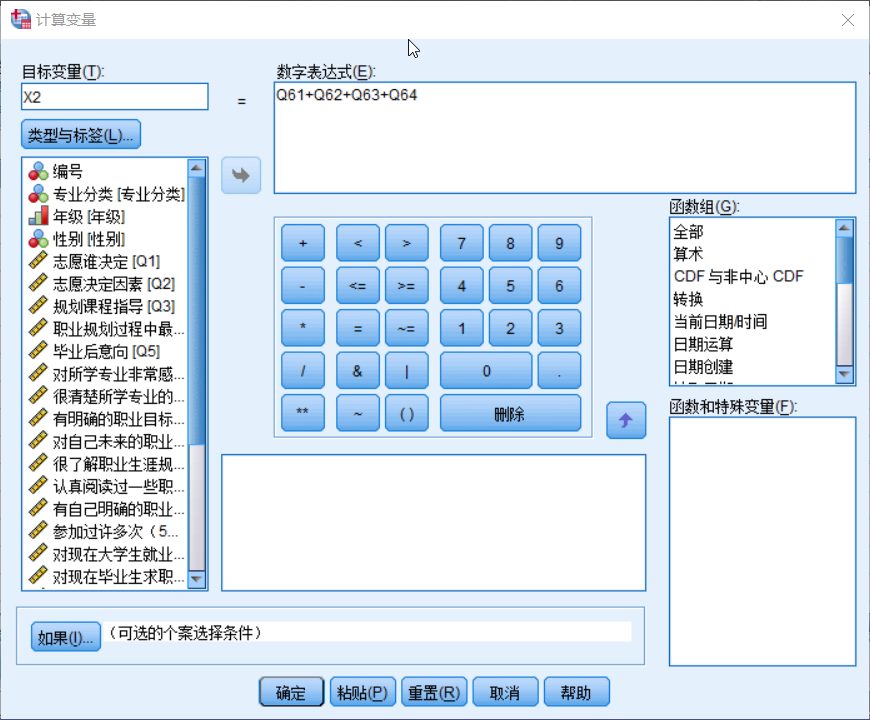 计算变量
目标变量(T):
X2
=
数字表达式(E):
Q61+Q62+Q63+Q64
类型与标签(L)...
编号
专业分类 [专业分类]
年级 [年级]
性别 [性别]
志愿谁决定 [Q1]
志愿决定因素 [Q2]
规划课程指导 [Q3]
职业规划过程中最...
毕业后意向 [Q5]
对所学专业非常感...
很清楚所学专业的...
有明确的职业目标...
对自己未来的职业...
很了解职业生涯规...
认真阅读过一些职...
有自己明确的职业...
参加过许多次（5...
对现在大学生就业...
对现在毕业生求职...
+ < > 7 8 9
- <= >= 4 5 6
* = ~= 1 2 3
/ & | 0 .
** ~ ( ) 删除
函数组(G):
全部
算术
CDF 与非中心 CDF
转换
当前日期/时间
日期运算
日期创建
函数和特殊变量(F):
如果(I)...
（可选的个案选择条件）
确定 粘贴(P) 重置(R) 取消 帮助